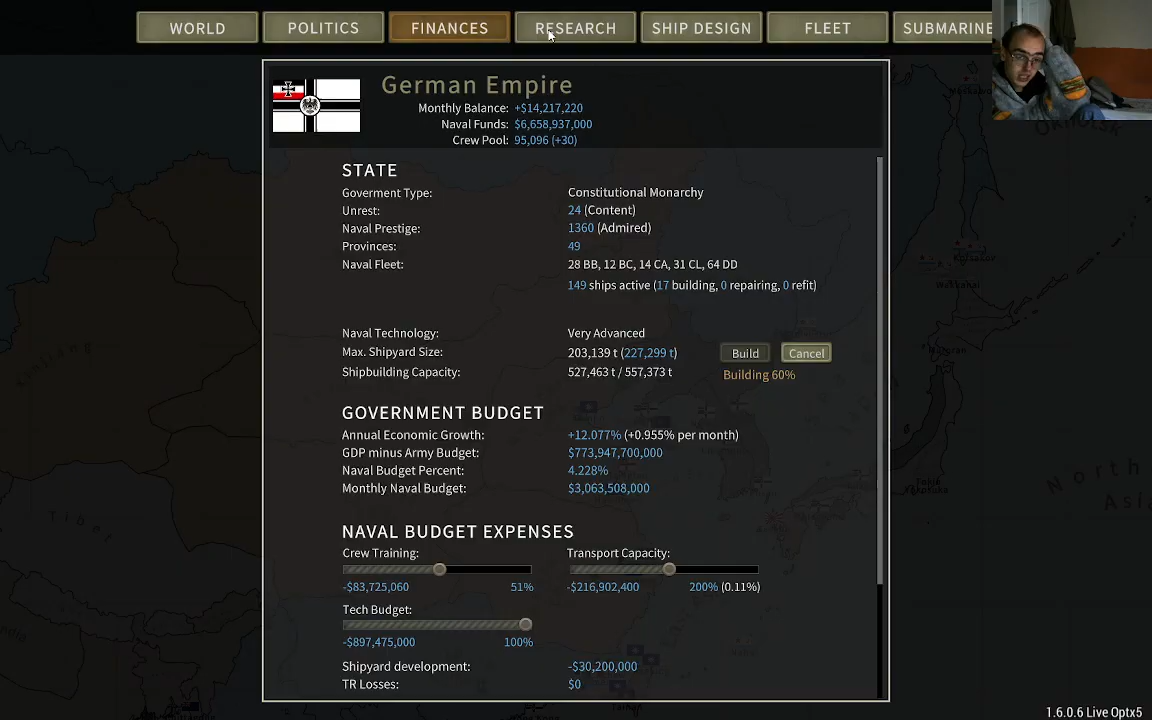 WORLD
POLITICS
FINANCES
RESEARCH
SHIP DESIGN
FLEET
SUBMARINE
German Empire
Monthly Balance: +$14,217,220
Naval Funds: $6,658,937,000
Crew Pool: 95,096 (+30)
STATE
Goverment Type: Constitutional Monarchy
Unrest: 24 (Content)
Naval Prestige: 1360 (Admired)
Provinces: 49
Naval Fleet: 28 BB, 12 BC, 14 CA, 31 CL, 64 DD
149 ships active (17 building, 0 repairing, 0 refit)
Naval Technology: Very Advanced
Max. Shipyard Size: 203,139 t (227,299 t) Build Cancel
Shipbuilding Capacity: 527,463 t / 557,373 t Building 60%
GOVERNMENT BUDGET
Annual Economic Growth: +12.077% (+0.955% per month)
GDP minus Army Budget: $773,947,700,000
Naval Budget Percent: 4.228%
Monthly Naval Budget: $3,063,508,000
NAVAL BUDGET EXPENSES
Crew Training: Transport Capacity:
-$83,725,060 51% -$216,902,400 200% (0.11%)
Tech Budget:
-$897,475,000 100%
Shipyard development: -$30,200,000
TR Losses: $0
Okhotsk
North
Asia
Tibet
1.6.0.6 Live Optx5